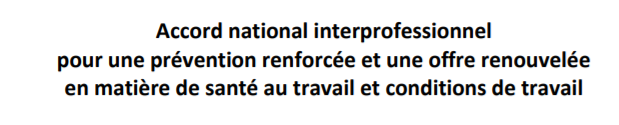 Accord national interprofessionnel
pour une prévention renforcée et une offre renouvelée
en matière de santé au travail et conditions de travail